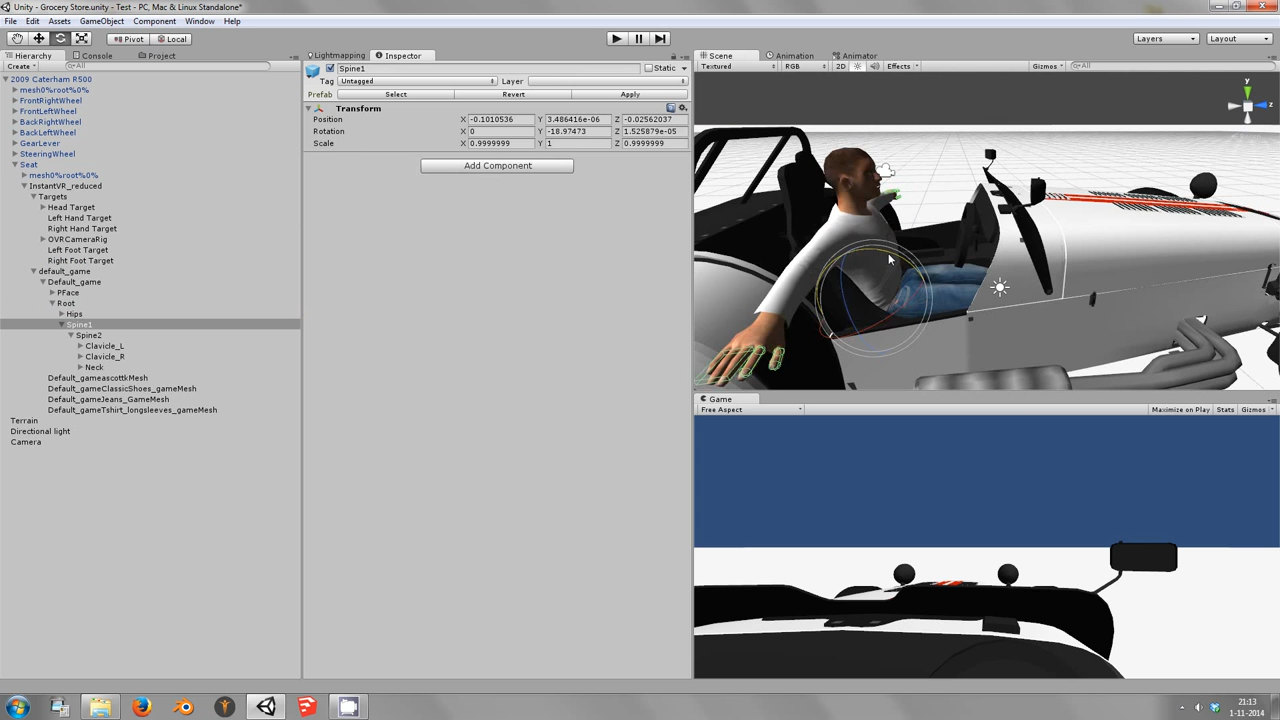 Unity - Grocery Store.unity - Test - PC, Mac & Linux Standalone*
File Edit Assets GameObject Component Window Help
Pivot Local Layers Layout
Hierarchy Console Project
Create All
2009 Caterham R500
mesh0%root%0%
FrontRightWheel
FrontLeftWheel
BackRightWheel
BackLeftWheel
GearLever
SteeringWheel
Seat
mesh0%root%0%
InstantVR_reduced
Targets
Head Target
Left Hand Target
Right Hand Target
OVRCameraRig
Left Foot Target
Right Foot Target
default_game
Default_game
PFace
Root
Hips
Spine1
Spine2
Clavicle_L
Clavicle_R
Neck
Default_gameascottkMesh
Default_gameClassicShoes_gameMesh
Default_gameJeans_GameMesh
Default_gameTshirt_longsleeves_gameMesh
Terrain
Directional light
Camera
Lightmapping Inspector
Spine1 Static
Tag Untagged Layer
Prefab Select Revert Apply
Transform
Position X -0.1010536 Y 3.486416e-06 Z -0.02562037
Rotation X 0 Y -18.97473 Z 1.525879e-05
Scale X 0.9999999 Y 1 Z 0.9999999
Add Component
Scene Animation Animator
Textured RGB 2D Effects Gizmos All
y
z
Game
Free Aspect Maximize on Play Stats Gizmos
21:13
1-11-2014